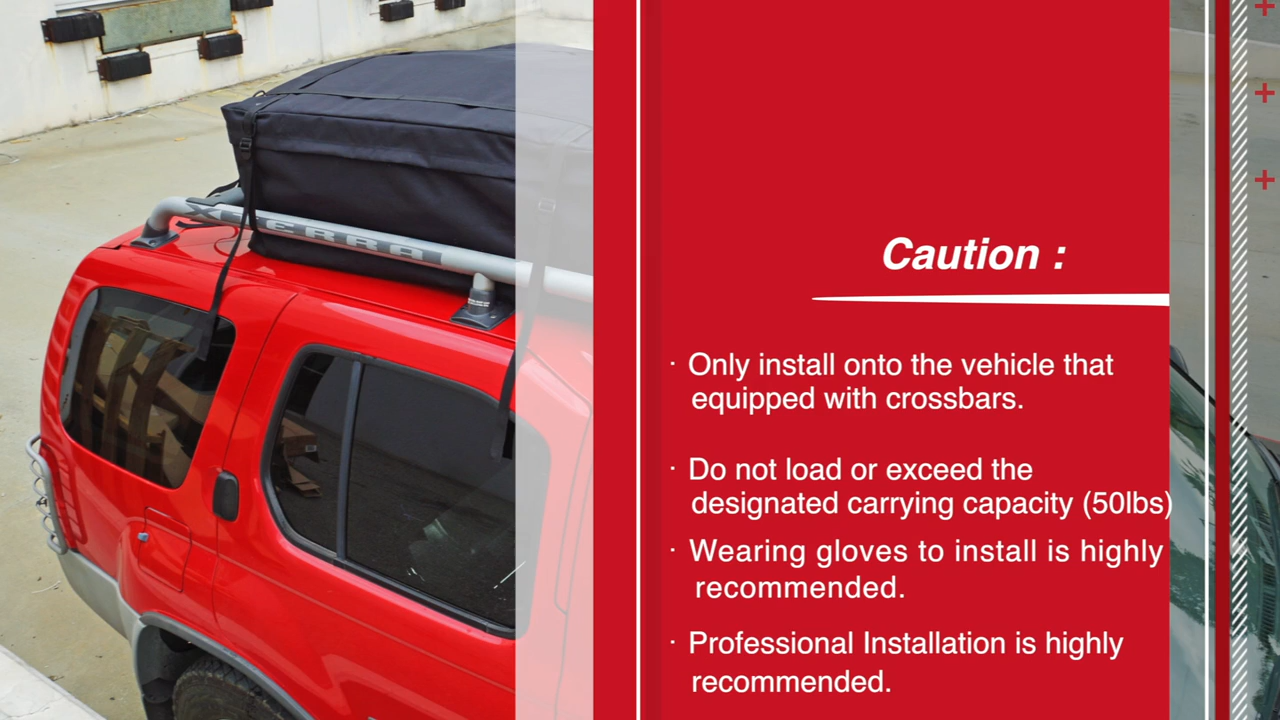 XTERRA
Caution :
· Only install onto the vehicle that
equipped with crossbars.
· Do not load or exceed the
designated carrying capacity (50lbs)
· Wearing gloves to install is highly
recommended.
· Professional Installation is highly
recommended.